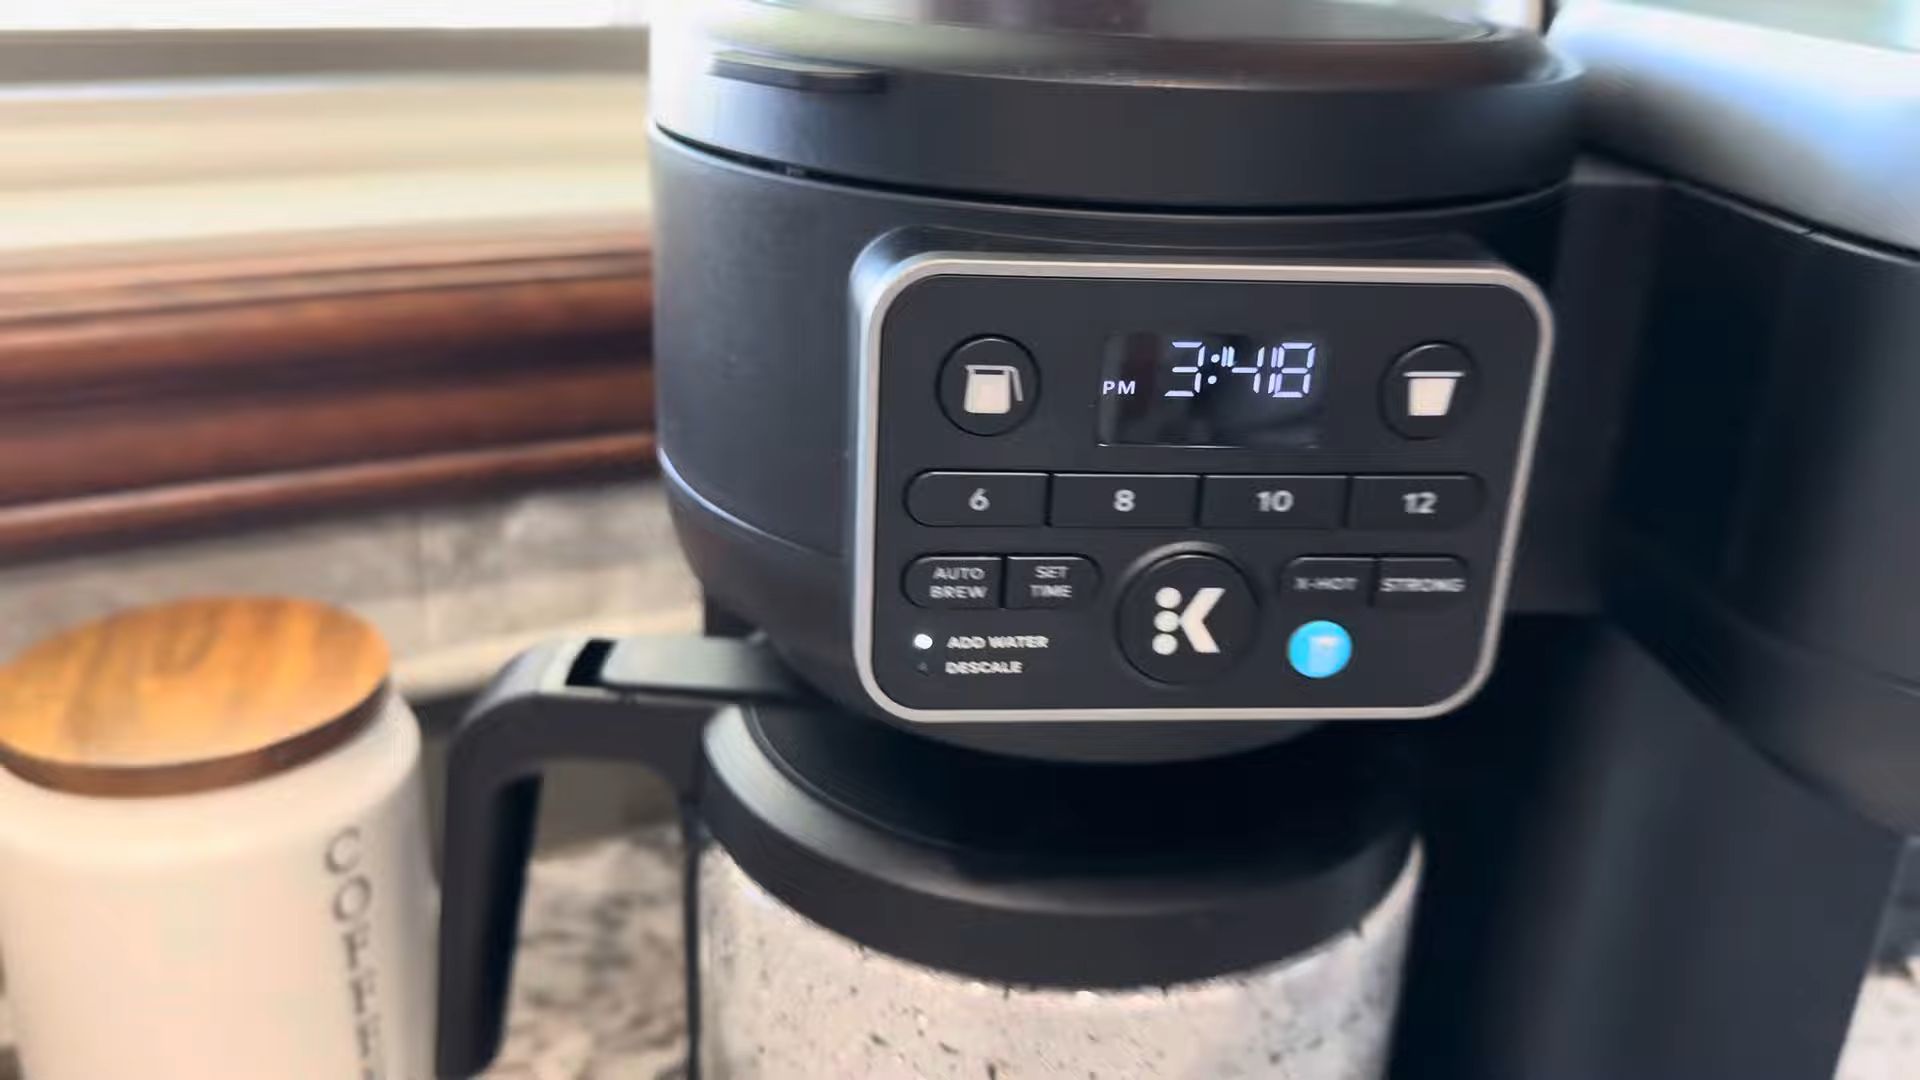 PM 3:48
6 8 10 12
AUTO BREW
SET TIME
X-HOT
STRONG
ADD WATER
DESCALE
K
COFFEE